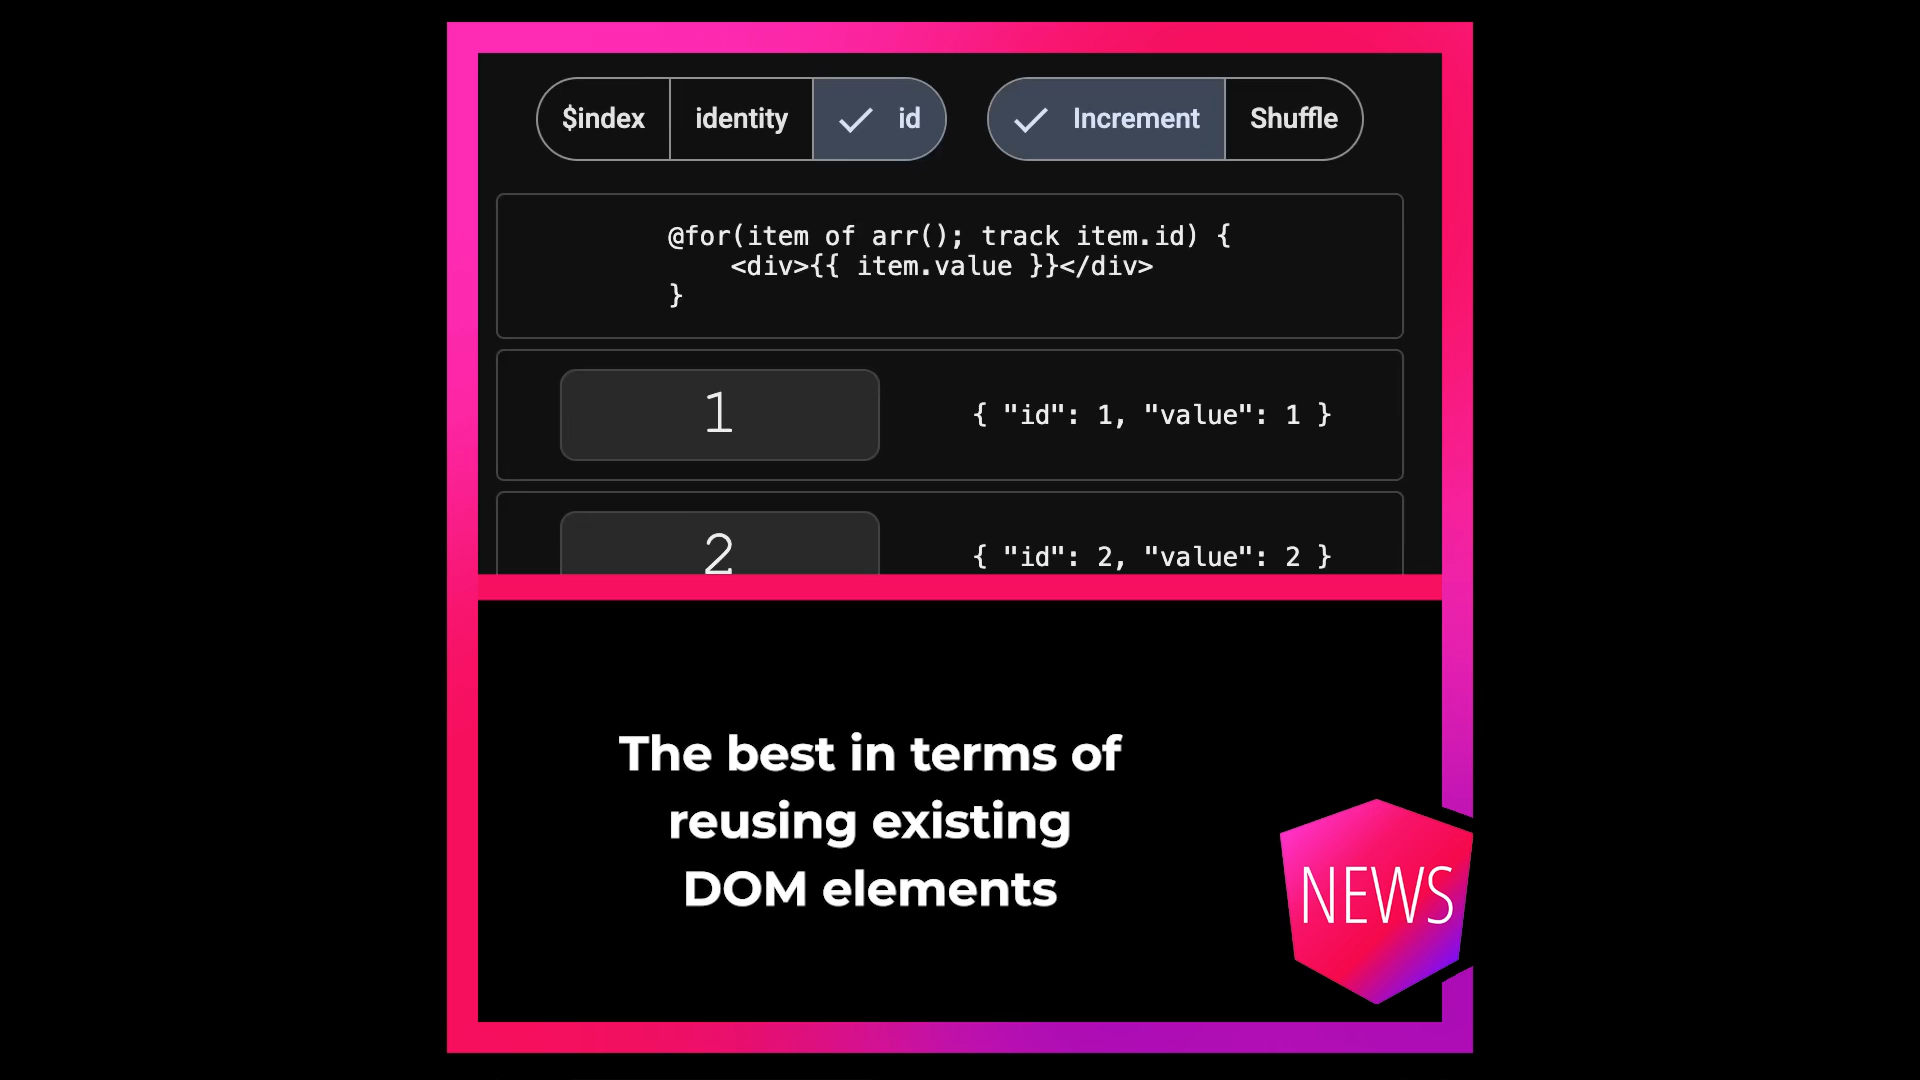 $index identity id Increment Shuffle
@for(item of arr(); track item.id) {
<div>{{ item.value }}</div>
}
1 { "id": 1, "value": 1 }
2 { "id": 2, "value": 2 }
The best in terms of
reusing existing
DOM elements
NEWS